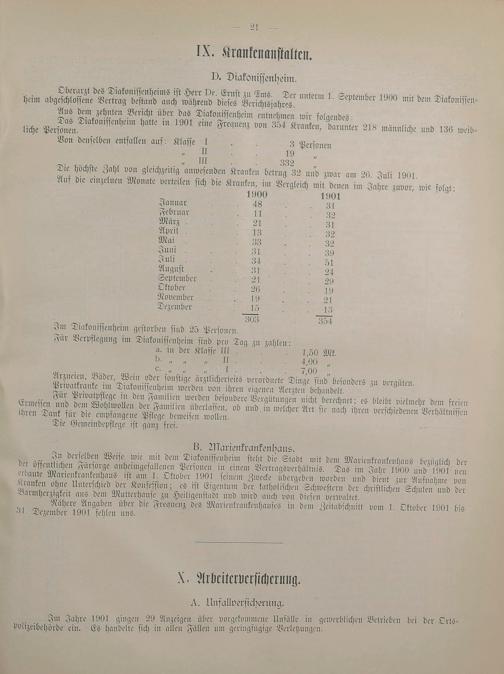 — 21 —
IX. Krankenanstalten.
D. Diakonissenheim.
Oberarzt des Diakonissenheims ist Herr Dr. Ernst zu Ems. Der unterm 1. September 1900 mit dem Diakonissen-
heim abgeschlossene Vertrag bestand auch während dieses Berichtsjahres.
Aus dem zehnten Bericht über das Diakonissenheim entnehmen wir folgendes:
Das Diakonissenheim hatte in 1901 eine Frequenz von 354 Kranken, darunter 218 männliche und 136 weib-
liche Personen.
Von denselben entfallen auf: Klasse I . . 3 Personen
„ II . . 19 „
„ III . . 332 „
Die höchste Zahl von gleichzeitig anwesenden Kranken betrug 32 und zwar am 26. Juli 1901.
Auf die einzelnen Monate verteilen sich die Kranken, im Vergleich mit denen im Jahre zuvor, wie folgt:
1900 1901
Januar 48 31
Februar 11 32
März 21 31
April 13 32
Mai 33 32
Juni 31 39
Juli 34 51
August 31 24
September 21 29
Oktober 26 19
November 19 21
Dezember 15 13
303 354
Im Diakonissenheim gestorben sind 25 Personen.
Für Verpflegung im Diakonissenheim sind pro Tag zu zahlen:
a. in der Klasse III . . . . 1,50 Mk.
b. „ „ „ II . . . . 4,00 „
c. „ „ „ I . . . . 7,00 „
Arzneien, Bäder, Wein oder sonstige ärztlicherseits verordnete Dinge sind besonders zu vergüten.
Privatkranke im Diakonissenheim werden von ihren eigenen Aerzten behandelt.
Für Privatpflege in den Familien werden besondere Vergütungen nicht berechnet; es bleibt vielmehr dem freien
Ermessen und dem Wohlwollen der Familien überlassen, ob und in welcher Art sie nach ihren verschiedenen Verhältnissen
ihren Dank für die empfangene Pflege beweisen wollen.
Die Gemeindepflege ist ganz frei.
B. Marienkrankenhaus.
In derselben Weise wie mit dem Diakonissenheim steht die Stadt mit dem Marienkrankenhaus bezüglich der
der öffentlichen Fürsorge anheimgefallenen Personen in einem Vertragsverhältnis. Das im Jahre 1900 und 1901 neu
erbaute Marienkrankenhaus ist am 1. Oktober 1901 seinem Zwecke übergeben worden und dient zur Aufnahme von
Kranken ohne Unterschied der Konfession; es ist Eigentum der katholischen Schwestern der christlichen Schulen und der
Barmherzigkeit aus dem Mutterhause zu Heiligenstadt und wird auch von diesen verwaltet.
Nähere Angaben über die Frequenz des Marienkrankenhauses in dem Zeitabschnitt vom 1. Oktober 1901 bis
31. Dezember 1901 fehlen uns.
X. Arbeiterversicherung.
A. Unfallversicherung.
Im Jahre 1901 gingen 29 Anzeigen über vorgekommene Unfälle in gewerblichen Betrieben bei der Orts-
polizeibehörde ein. Es handelte sich in allen Fällen um geringfügige Verletzungen.